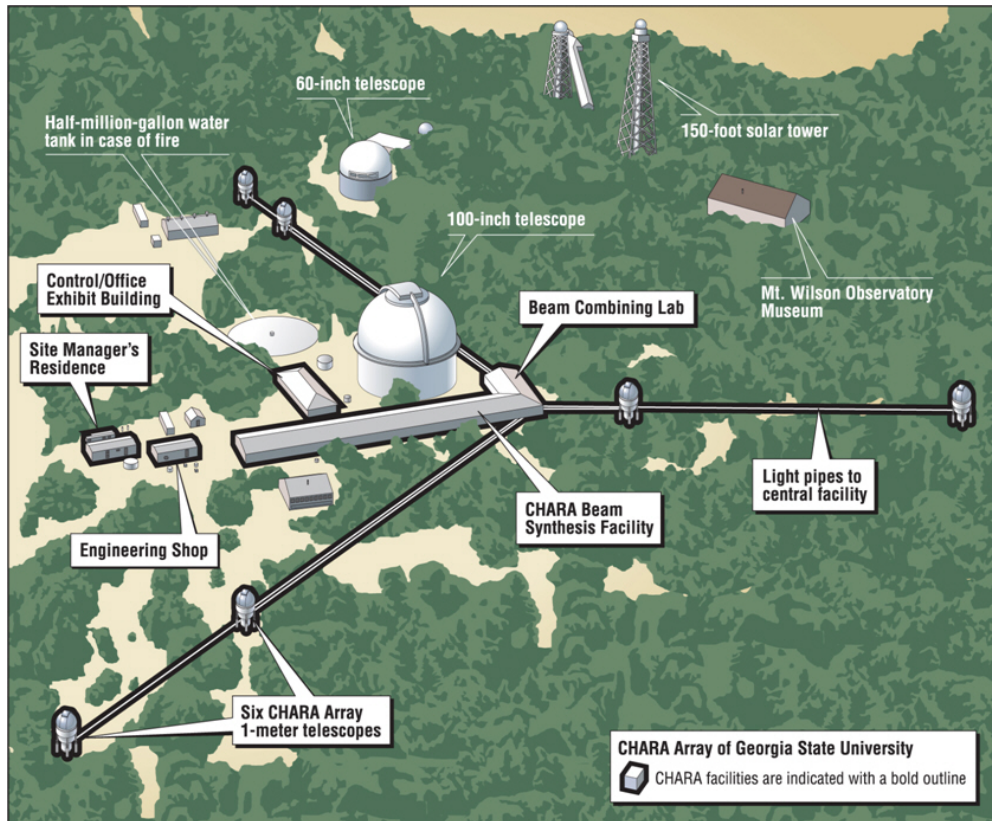 60-inch telescope
Half-million-gallon water
tank in case of fire
150-foot solar tower
100-inch telescope
Control/Office
Exhibit Building
Beam Combining Lab
Mt. Wilson Observatory
Museum
Site Manager's
Residence
Light pipes to
central facility
CHARA Beam
Synthesis Facility
Engineering Shop
Six CHARA Array
1-meter telescopes
CHARA Array of Georgia State University
CHARA facilities are indicated with a bold outline